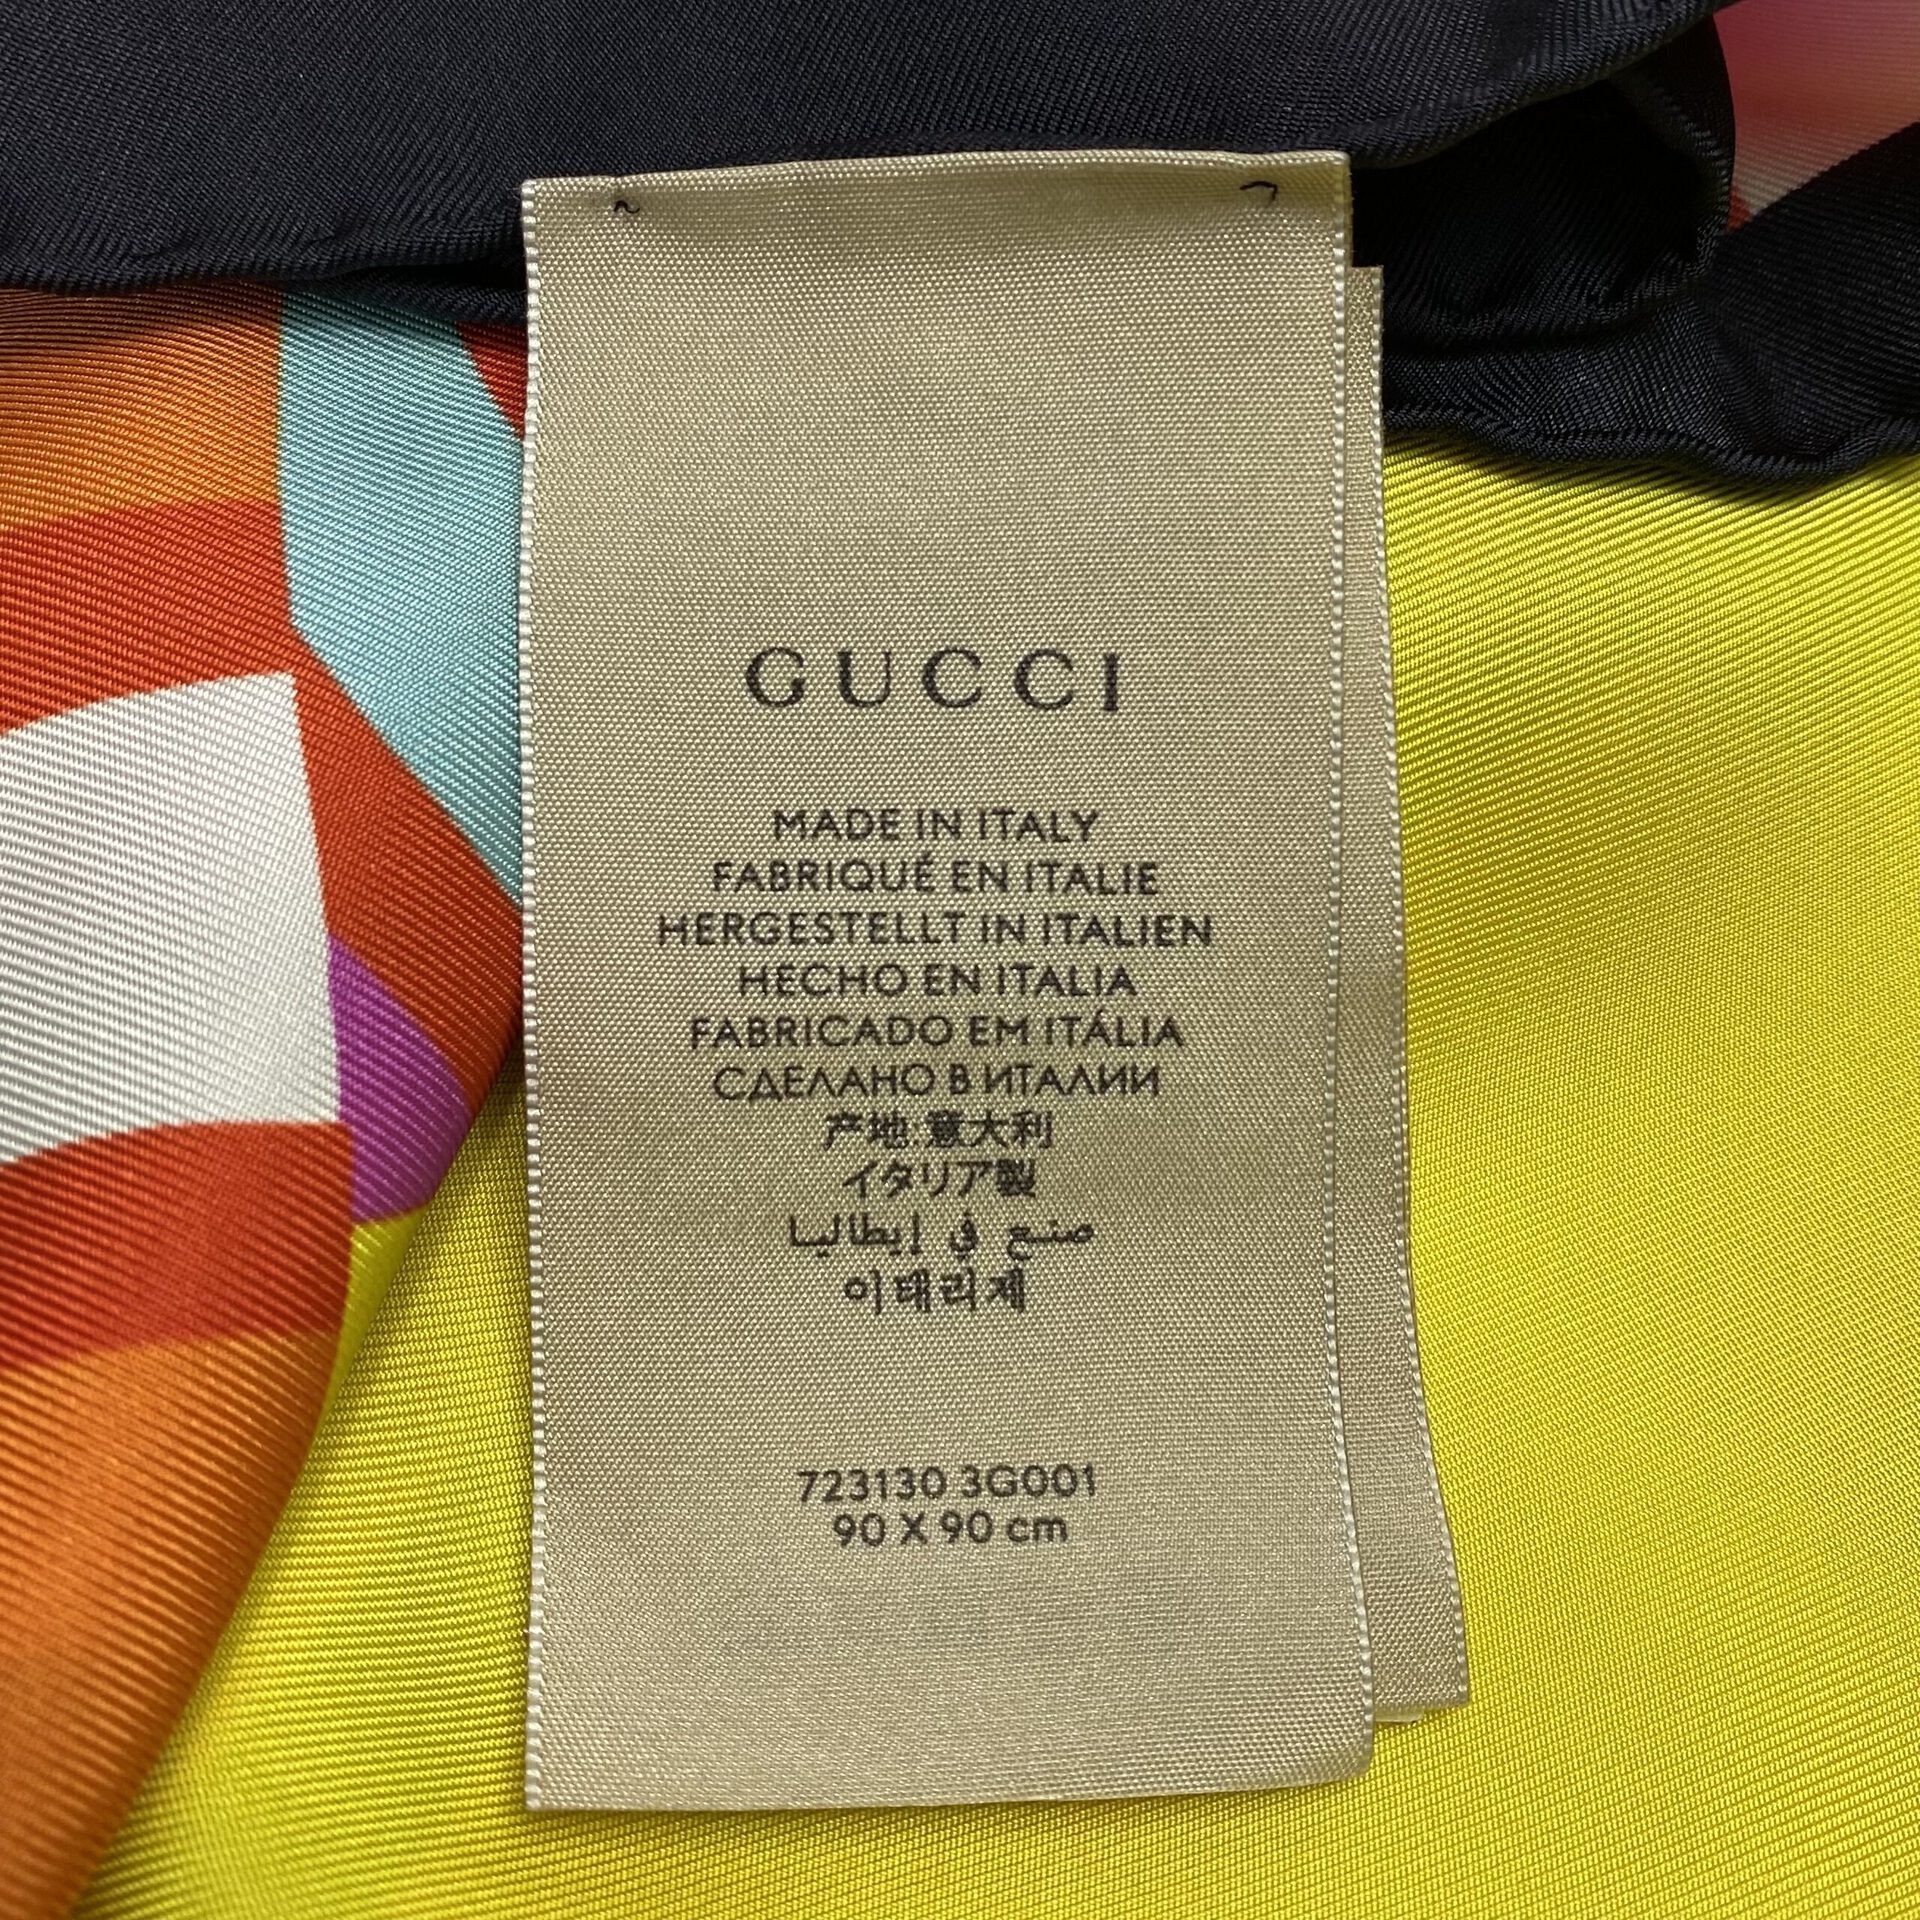 GUCCI
MADE IN ITALY
FABRIQUÉ EN ITALIE
HERGESTELLT IN ITALIEN
HECHO EN ITALIA
FABRICADO EM ITÁLIA
СДЕЛАНО В ИТАЛИИ
产地:意大利
イタリア製
صنع في إيطاليا
이태리제
723130 3G001
90 X 90 cm